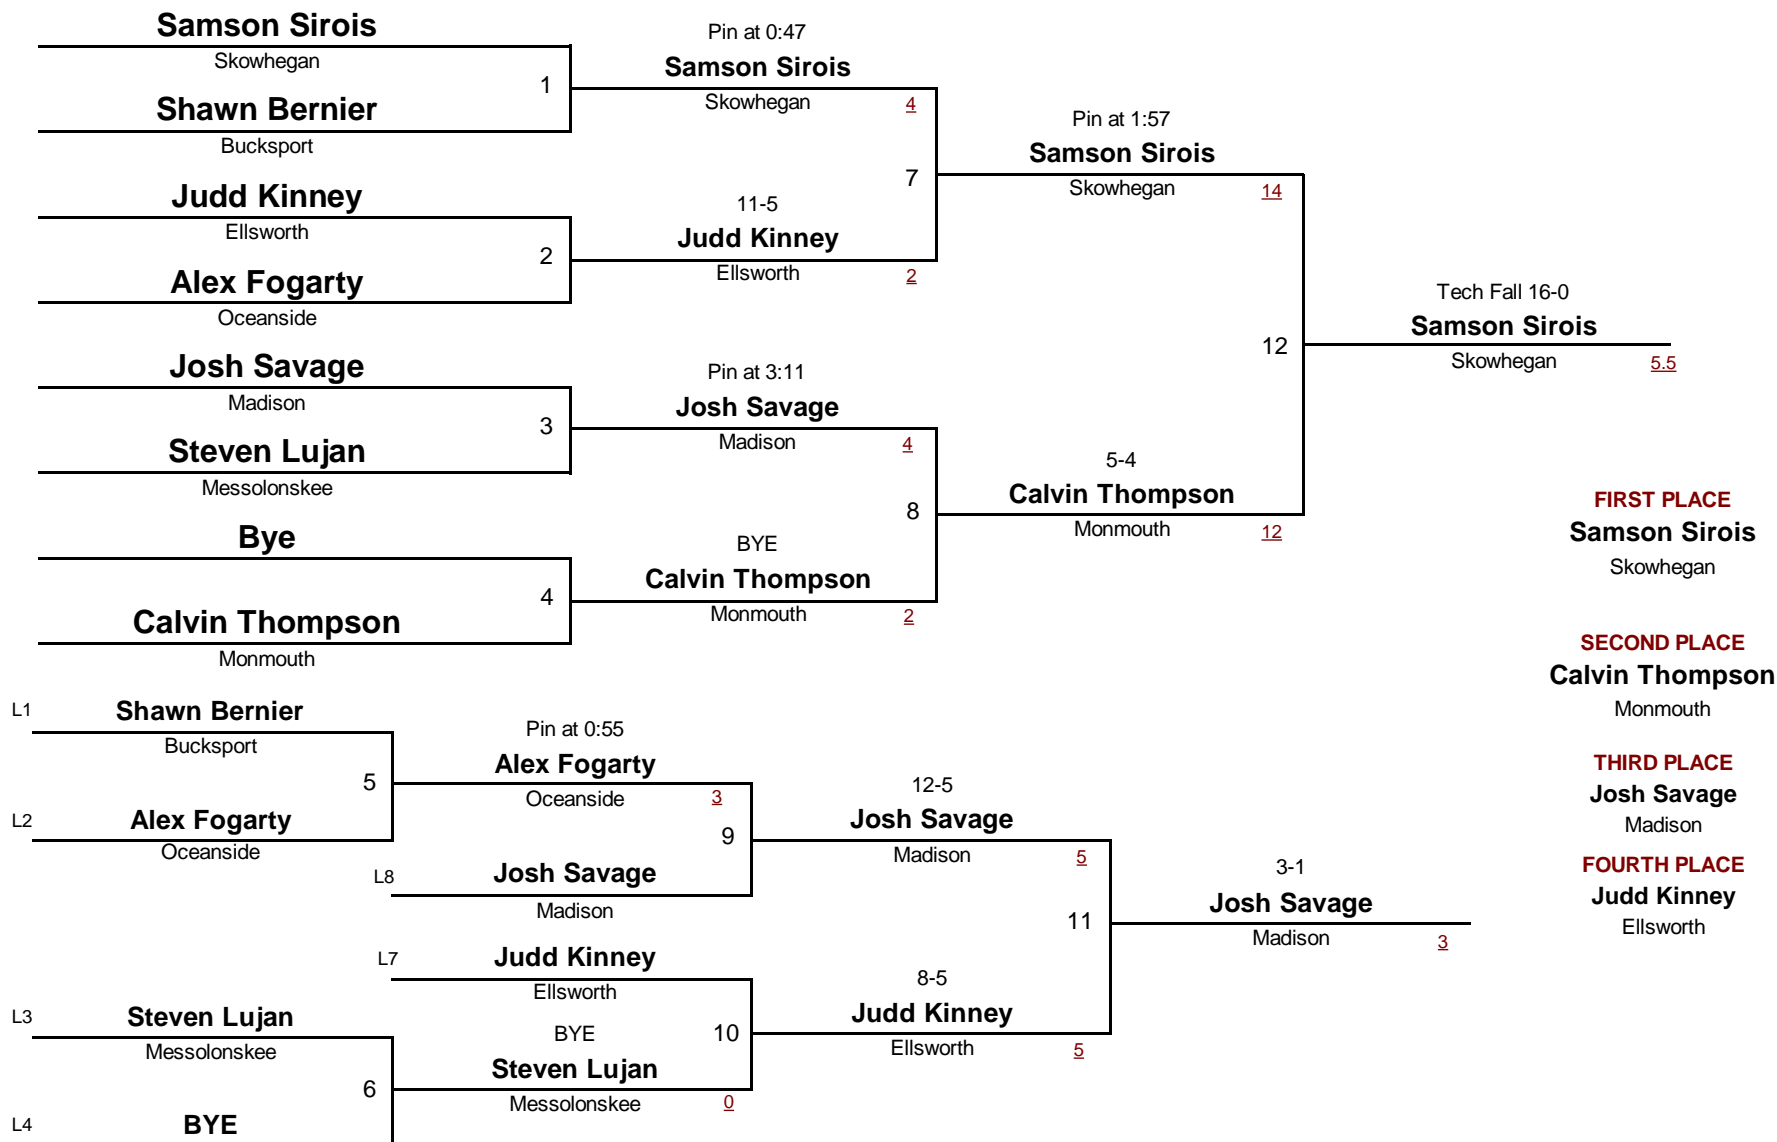 Samson Sirois
Skowhegan
1
Shawn Bernier
Bucksport
Judd Kinney
Ellsworth
2
Alex Fogarty
Oceanside
Josh Savage
Madison
3
Steven Lujan
Messolonskee
Bye
4
Calvin Thompson
Monmouth
Pin at 0:47
Samson Sirois
Skowhegan
4
7
11-5
Judd Kinney
Ellsworth
2
Pin at 3:11
Josh Savage
Madison
4
8
BYE
Calvin Thompson
Monmouth
2
Pin at 1:57
Samson Sirois
Skowhegan
14
12
5-4
Calvin Thompson
Monmouth
12
Tech Fall 16-0
Samson Sirois
Skowhegan
5.5
FIRST PLACE
Samson Sirois
Skowhegan
SECOND PLACE
Calvin Thompson
Monmouth
THIRD PLACE
Josh Savage
Madison
FOURTH PLACE
Judd Kinney
Ellsworth
L1
Shawn Bernier
Bucksport
5
L2
Alex Fogarty
Oceanside
Pin at 0:55
Alex Fogarty
Oceanside
3
9
L8
Josh Savage
Madison
L7
Judd Kinney
Ellsworth
10
L3
Steven Lujan
Messolonskee
6
L4
BYE
BYE
Steven Lujan
Messolonskee
0
12-5
Josh Savage
Madison
5
11
8-5
Judd Kinney
Ellsworth
5
3-1
Josh Savage
Madison
3